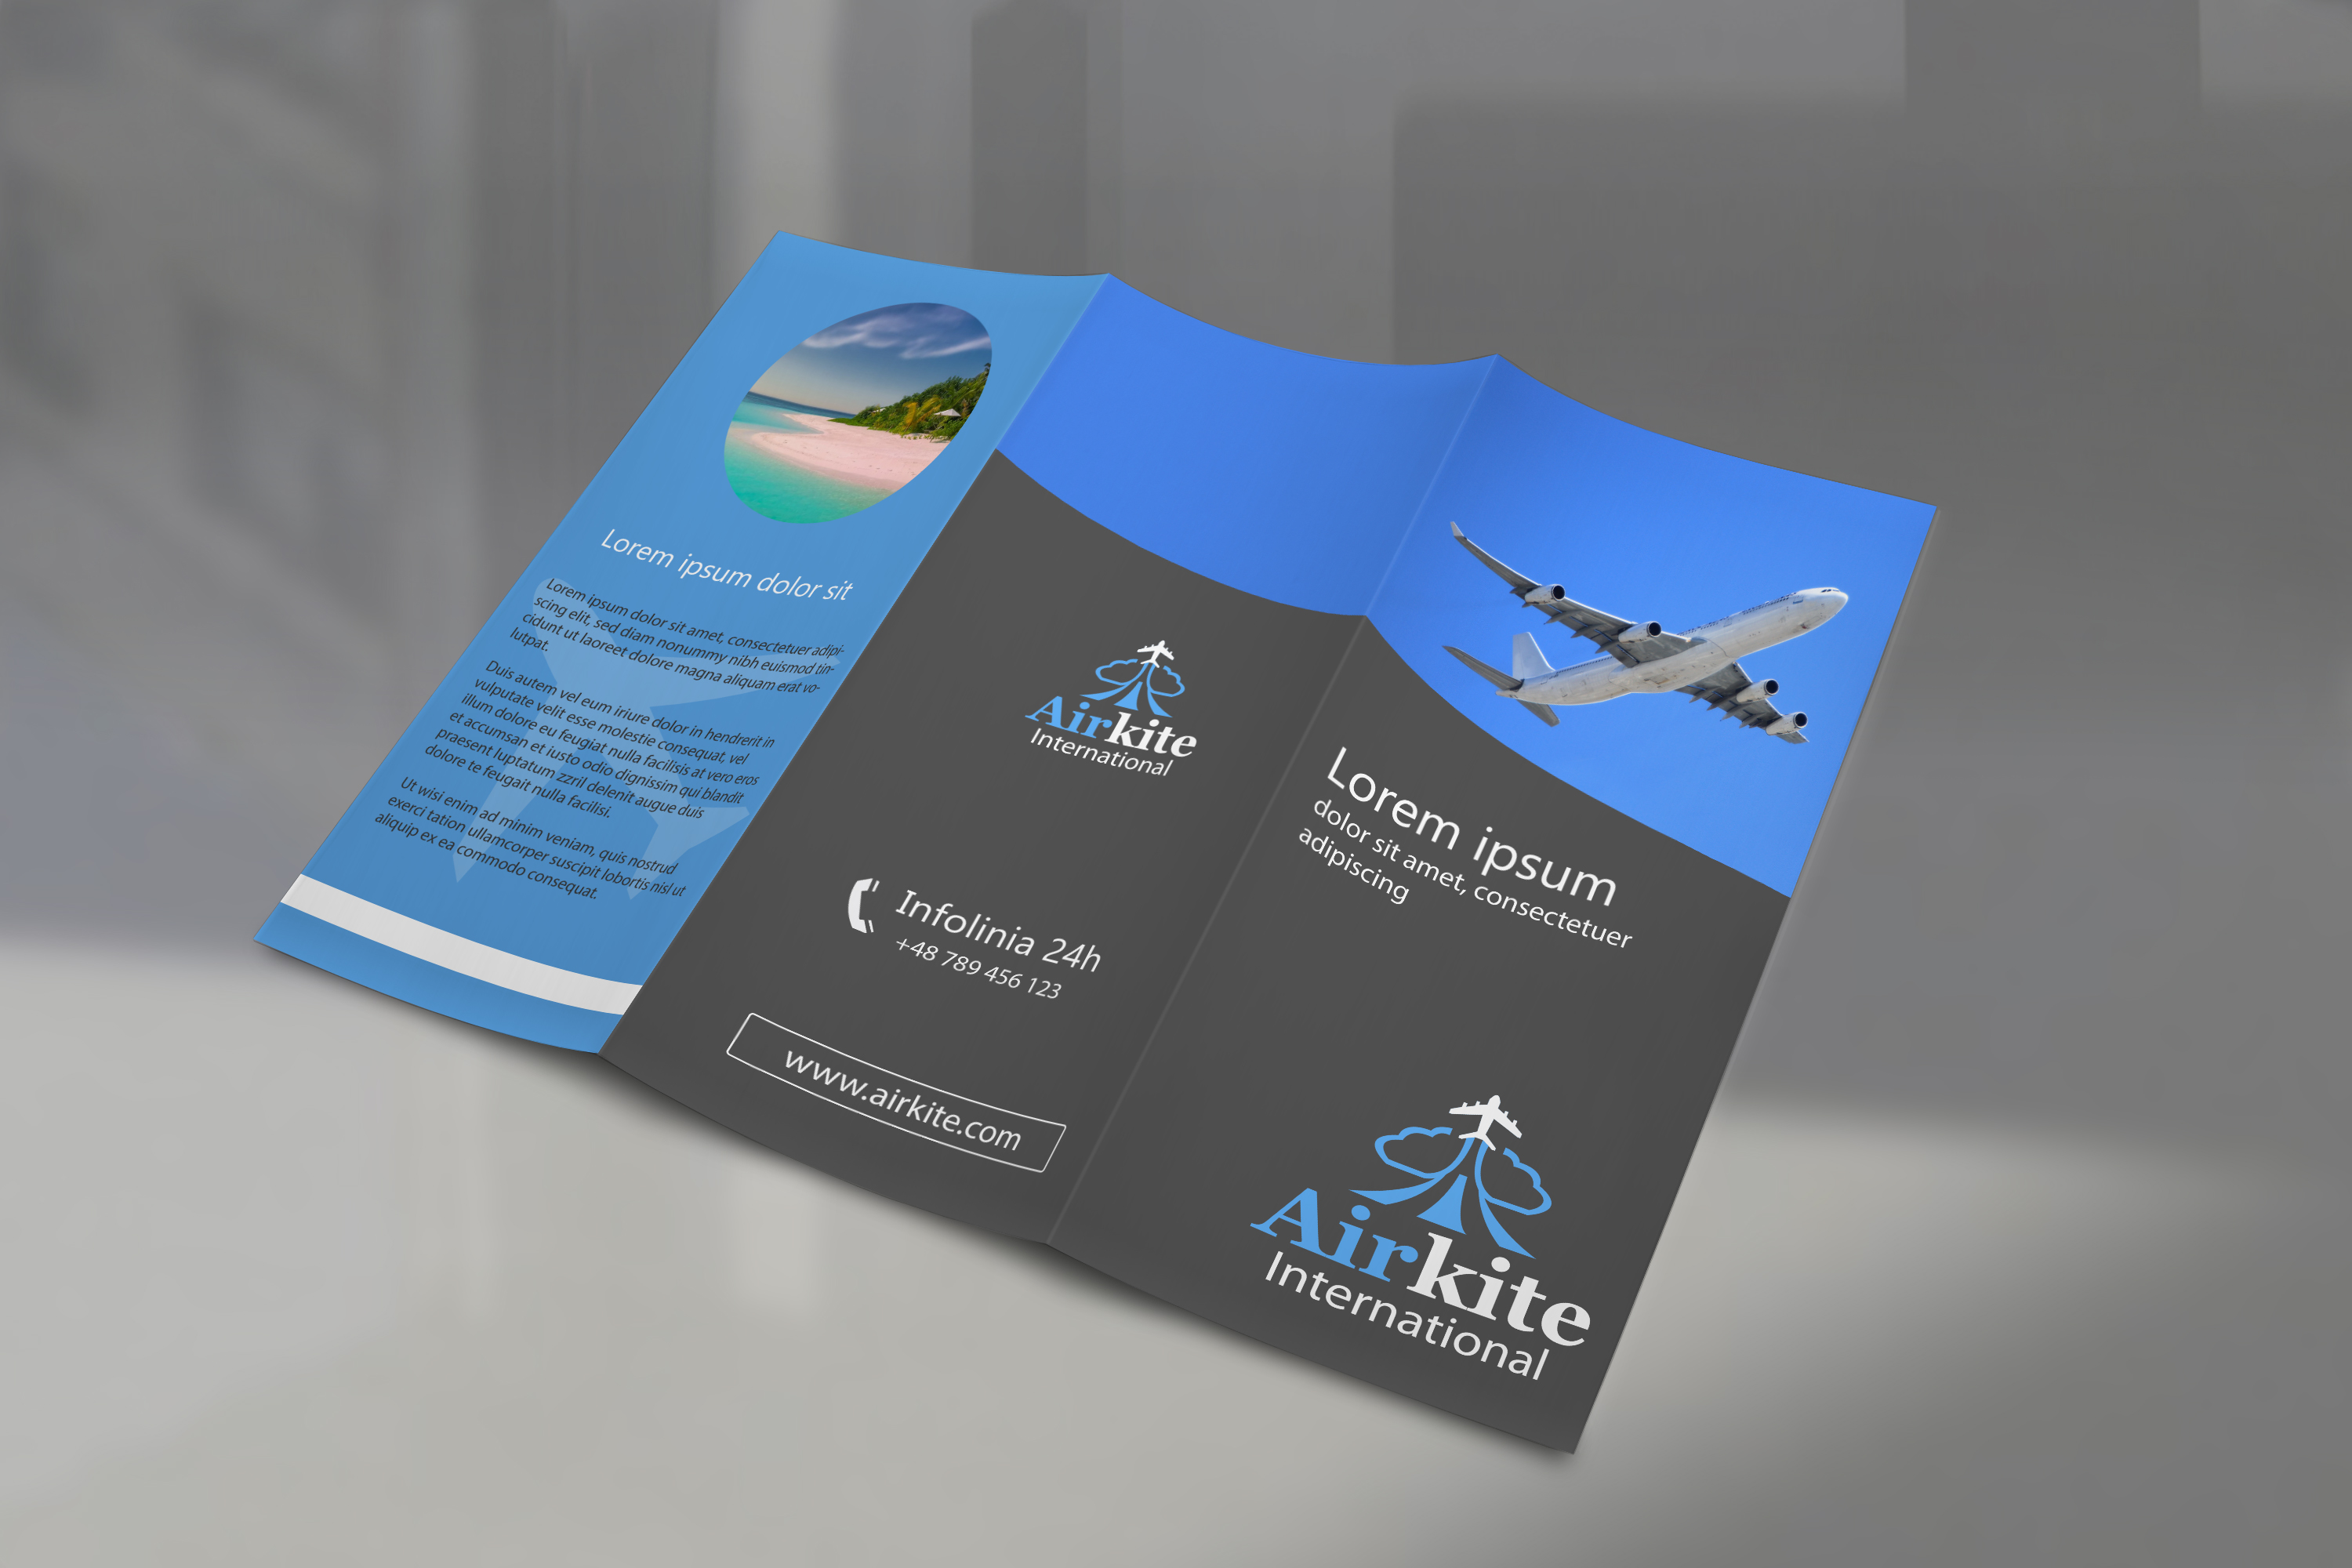 Lorem ipsum dolor sit
Lorem ipsum dolor sit amet, consectetuer adipi-
scing elit, sed diam nonummy nibh euismod tin-
cidunt ut laoreet dolore magna aliquam erat vo-
lutpat.
Duis autem vel eum iriure dolor in hendrerit in
vulputate velit esse molestie consequat, vel
illum dolore eu feugiat nulla facilisis at vero eros
et accumsan et iusto odio dignissim qui blandit
praesent luptatum zzril delenit augue duis
dolore te feugait nulla facilisi.
Ut wisi enim ad minim veniam, quis nostrud
exerci tation ullamcorper suscipit lobortis nisl ut
aliquip ex ea commodo consequat.
Airkite
International
Infolinia 24h
+48 789 456 123
www.airkite.com
Lorem ipsum
dolor sit amet, consectetuer
adipiscing
Airkite
International